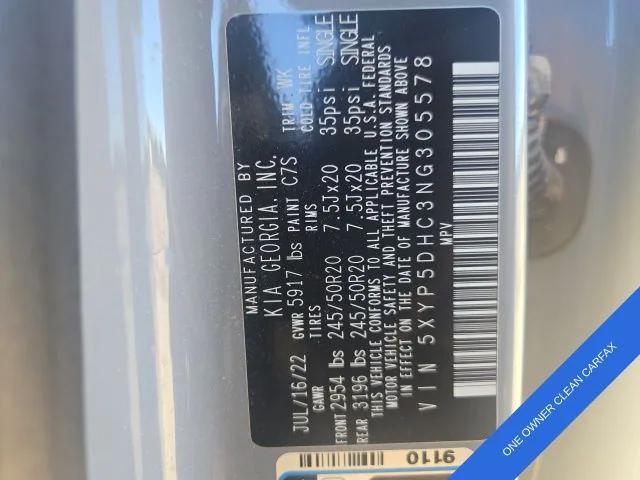 MANUFACTURED BY
KIA GEORGIA, INC.
JUL/16/22 GVWR 5917 lbs PAINT C7S TRIM: WK
GAWR TIRES RIMS COLD TIRE INFL
FRONT 2954 lbs 245/50R20 7.5Jx20 35psi SINGLE
REAR 3196 lbs 245/50R20 7.5Jx20 35psi SINGLE
THIS VEHICLE CONFORMS TO ALL APPLICABLE U.S.A. FEDERAL
MOTOR VEHICLE SAFETY AND THEFT PREVENTION STANDARDS
IN EFFECT ON THE DATE OF MANUFACTURE SHOWN ABOVE
VIN 5XYP5DHC3NG305578
MPV
9110
ONE OWNER CLEAN CARFAX